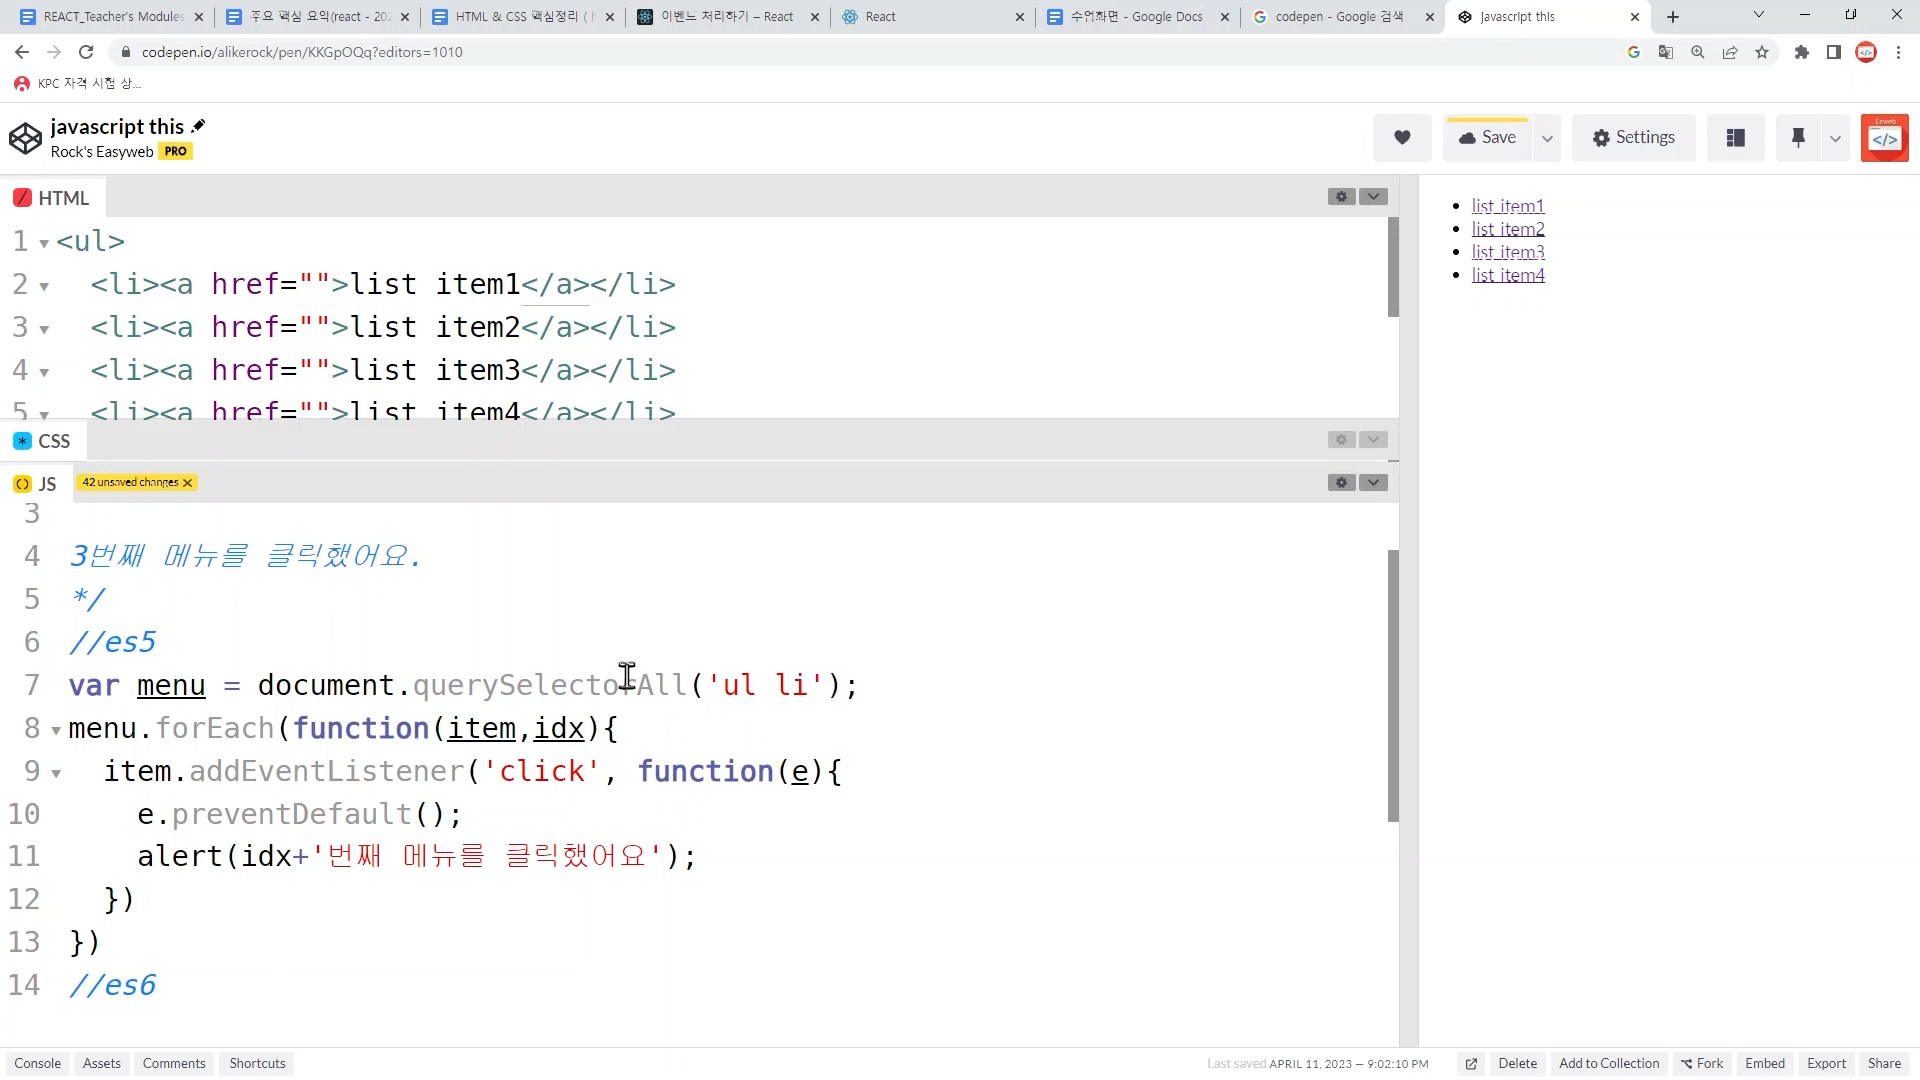 REACT_Teacher's Modules
주요 핵심 요약(react - 202
HTML & CSS 핵심정리 ( h
이벤트 처리하기 – React
React
수업화면 - Google Docs
codepen - Google 검색
javascript this
codepen.io/alikerock/pen/KKGpOQq?editors=1010
KPC 자격 시험 상...
javascript this
Rock's Easyweb PRO
Save
Settings
HTML
1 <ul>
2 <li><a href="">list item1</a></li>
3 <li><a href="">list item2</a></li>
4 <li><a href="">list item3</a></li>
5 <li><a href="">list item4</a></li>
list item1
list item2
list item3
list item4
CSS
JS 42 unsaved changes
3
4 3번째 메뉴를 클릭했어요.
5 */
6 //es5
7 var menu = document.querySelectorAll('ul li');
8 menu.forEach(function(item,idx){
9 item.addEventListener('click', function(e){
10 e.preventDefault();
11 alert(idx+'번째 메뉴를 클릭했어요');
12 })
13 })
14 //es6
Console Assets Comments Shortcuts Last saved APRIL 11, 2023 — 9:02:10 PM Delete Add to Collection Fork Embed Export Share